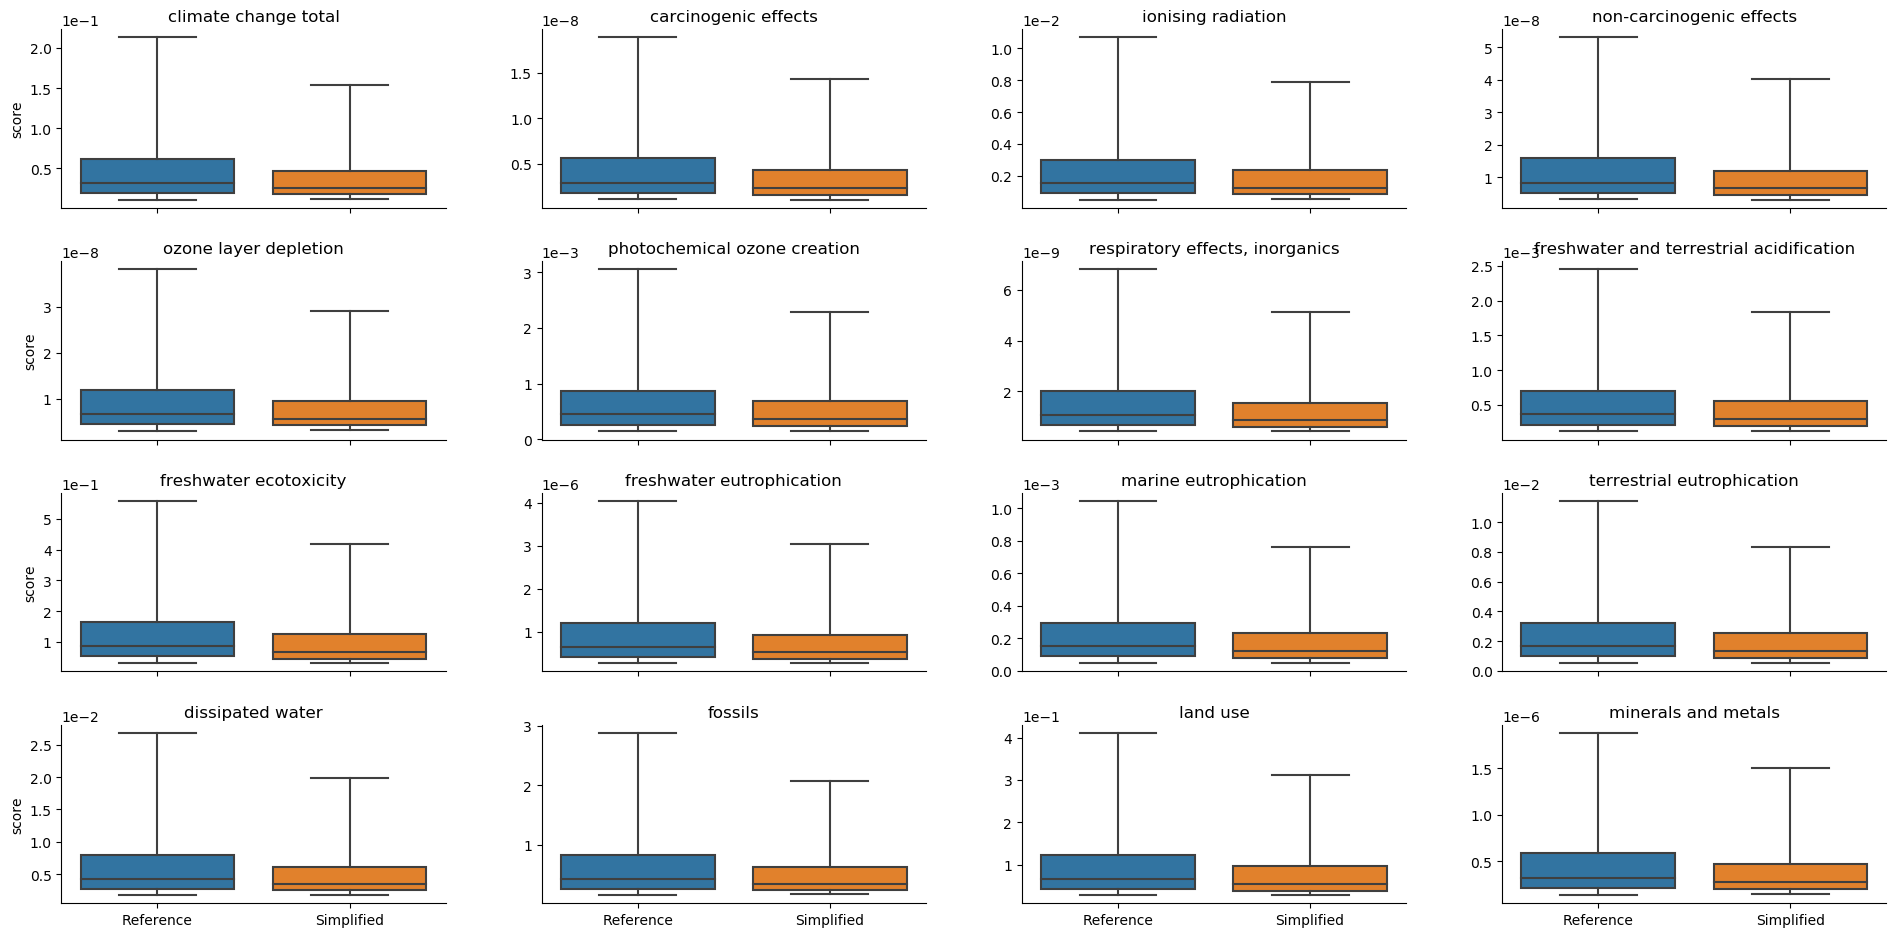 climate change total
1e−1
score
2.0
1.5
1.0
0.5
carcinogenic effects
1e−8
1.5
1.0
0.5
ionising radiation
1e−2
1.0
0.8
0.6
0.4
0.2
non-carcinogenic effects
1e−8
5
4
3
2
1
ozone layer depletion
1e−8
score
3
2
1
photochemical ozone creation
1e−3
3
2
1
0
respiratory effects, inorganics
1e−9
6
4
2
freshwater and terrestrial acidification
1e−3
2.5
2.0
1.5
1.0
0.5
freshwater ecotoxicity
1e−1
score
5
4
3
2
1
freshwater eutrophication
1e−6
4
3
2
1
marine eutrophication
1e−3
1.0
0.8
0.6
0.4
0.2
0.0
terrestrial eutrophication
1e−2
1.0
0.8
0.6
0.4
0.2
0.0
dissipated water
1e−2
score
2.5
2.0
1.5
1.0
0.5
Reference
Simplified
fossils
3
2
1
Reference
Simplified
land use
1e−1
4
3
2
1
Reference
Simplified
minerals and metals
1e−6
1.5
1.0
0.5
Reference
Simplified